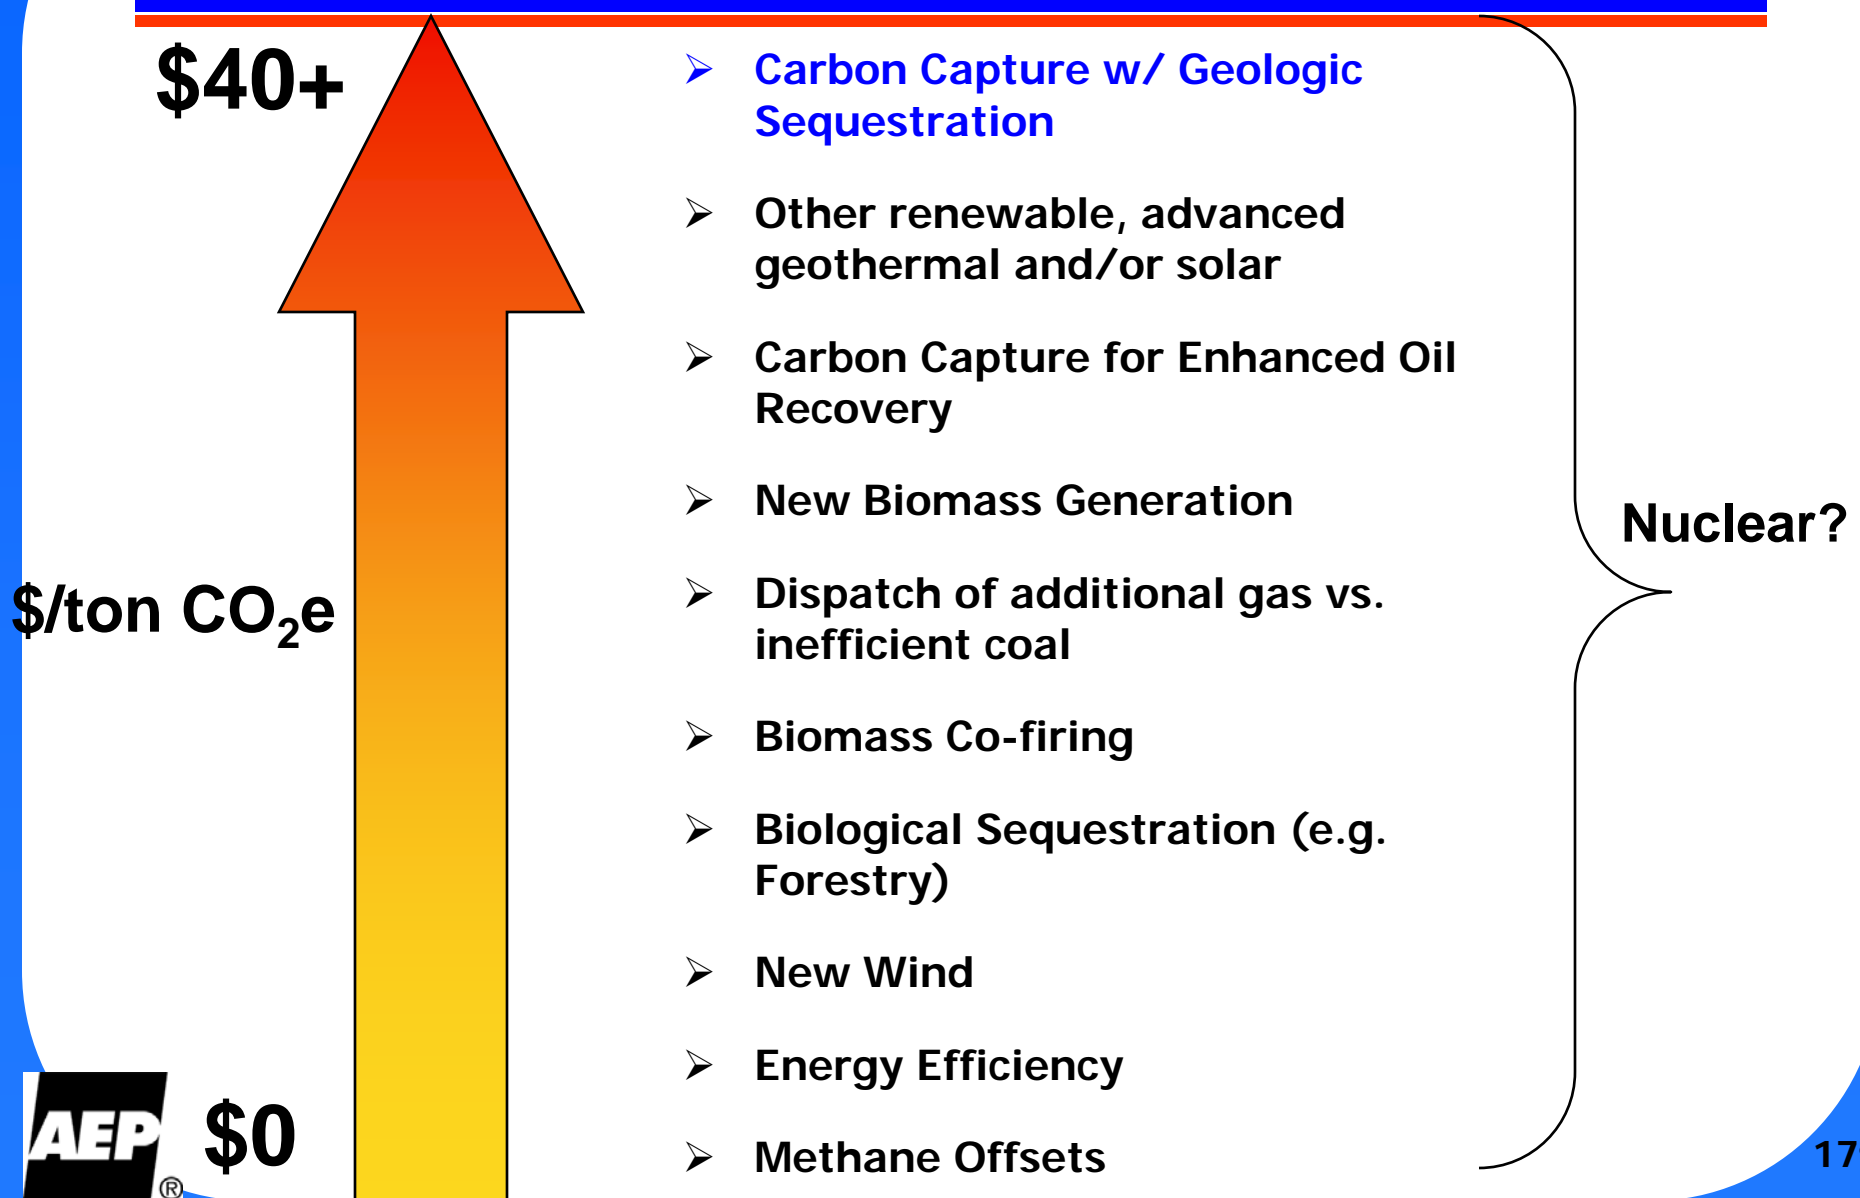 $40+
➢ Carbon Capture w/ Geologic
Sequestration
➢ Other renewable, advanced
geothermal and/or solar
➢ Carbon Capture for Enhanced Oil
Recovery
➢ New Biomass Generation
Nuclear?
$/ton CO₂e
➢ Dispatch of additional gas vs.
inefficient coal
➢ Biomass Co-firing
➢ Biological Sequestration (e.g.
Forestry)
➢ New Wind
➢ Energy Efficiency
AEP®
$0
➢ Methane Offsets
17